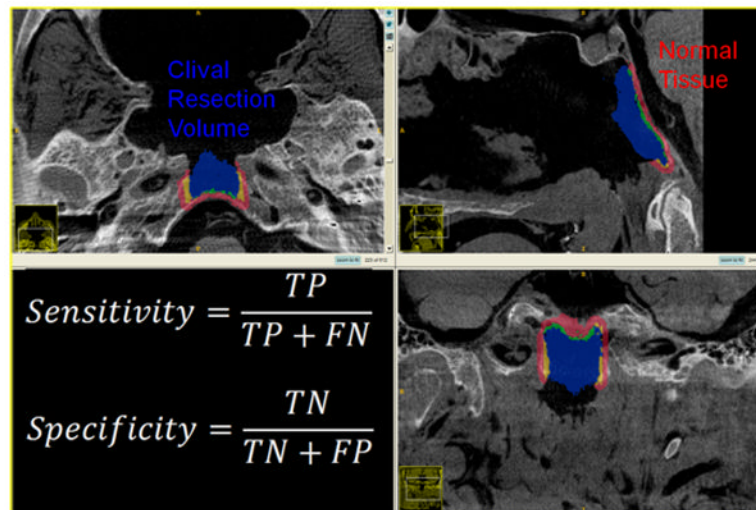 Clival
Resection
Volume
Normal
Tissue
Sensitivity = TP / TP + FN
Specificity = TN / TN + FP